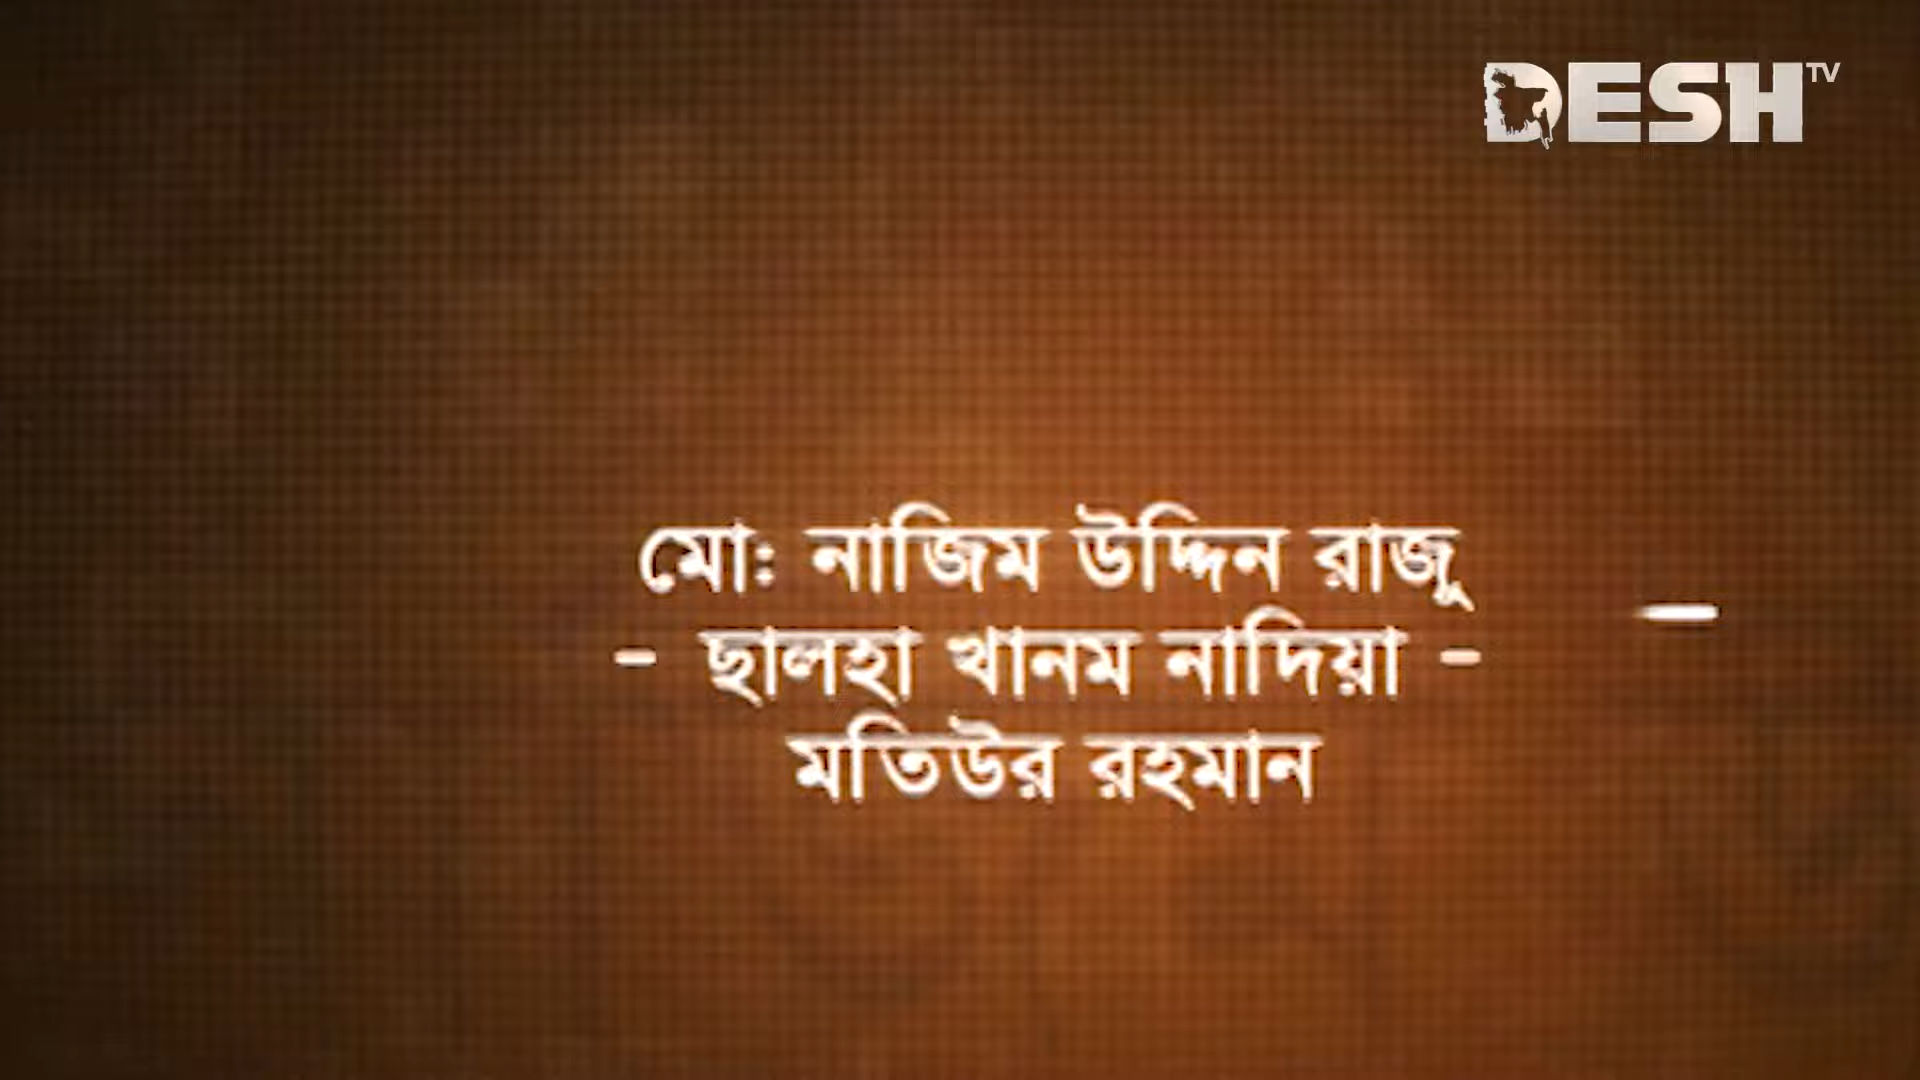 DESH TV
মো: নাজিম উদ্দিন রাজু
- ছালহা খানম নাদিয়া -
মতিউর রহমান